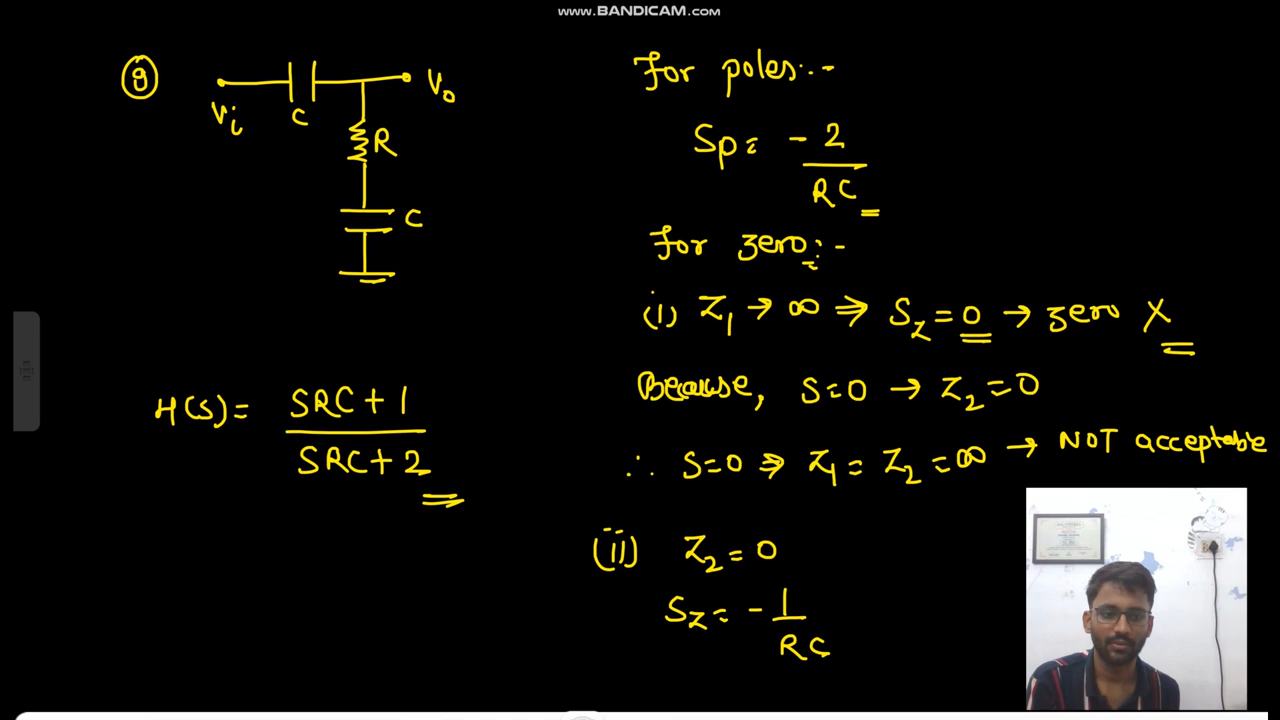 www.BANDICAM.com
9
Vi
C
Vo
R
C
H(s) = SRC + 1
SRC + 2
For poles:-
Sp = - 2
RC
For zero:-
(i) Z1 → ∞ ⇒ Sz = 0 → zero X
Because, S=0 → Z2 = 0
∴ S=0 ⇒ Z1 = Z2 = ∞ → NOT acceptable
(ii) Z2 = 0
Sz = - 1
RC